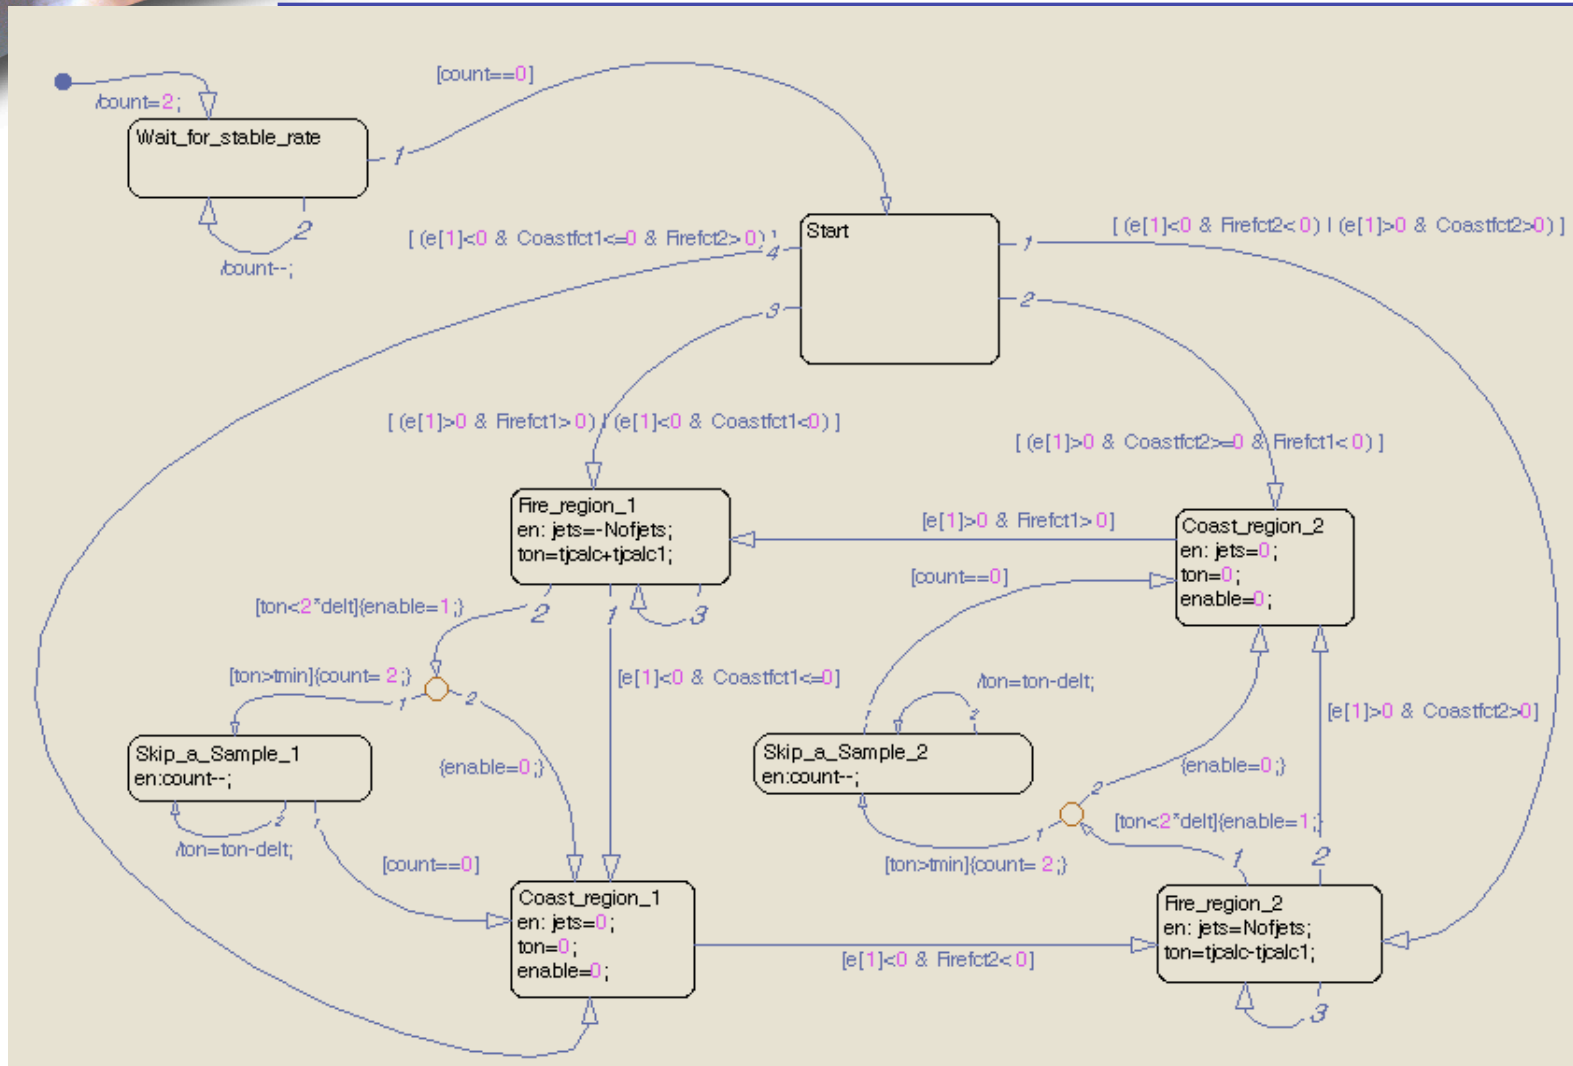 [count==0]
/count=2;
Wait_for_stable_rate
1
2
/count--;
Start
[ (e[1]<0 & Coastfct1<=0 & Firefct2>0) ]
4
3
1
2
[ (e[1]<0 & Firefct2<0) | (e[1]>0 & Coastfct2>0) ]
[ (e[1]>0 & Firefct1>0) | (e[1]<0 & Coastfct1<0) ]
[ (e[1]>0 & Coastfct2>=0 & Firefct1<0) ]
Fire_region_1
en: jets=-Nofjets;
ton=tjcalc+tjcalc1;
2
1
3
[e[1]>0 & Firefct1>0]
Coast_region_2
en: jets=0;
ton=0;
enable=0;
[count==0]
[ton<2*delt]{enable=1;}
[ton>tmin]{count= 2;}
1
2
[e[1]<0 & Coastfct1<=0]
/ton=ton-delt;
[e[1]>0 & Coastfct2>0]
Skip_a_Sample_1
en:count--;
2
1
/ton=ton-delt;
{enable=0;}
[count==0]
Skip_a_Sample_2
en:count--;
1
2
{enable=0;}
2
1
[ton<2*delt]{enable=1;}
[ton>tmin]{count= 2;}
1
2
Coast_region_1
en: jets=0;
ton=0;
enable=0;
[e[1]<0 & Firefct2<0]
Fire_region_2
en: jets=Nofjets;
ton=tjcalc-tjcalc1;
3